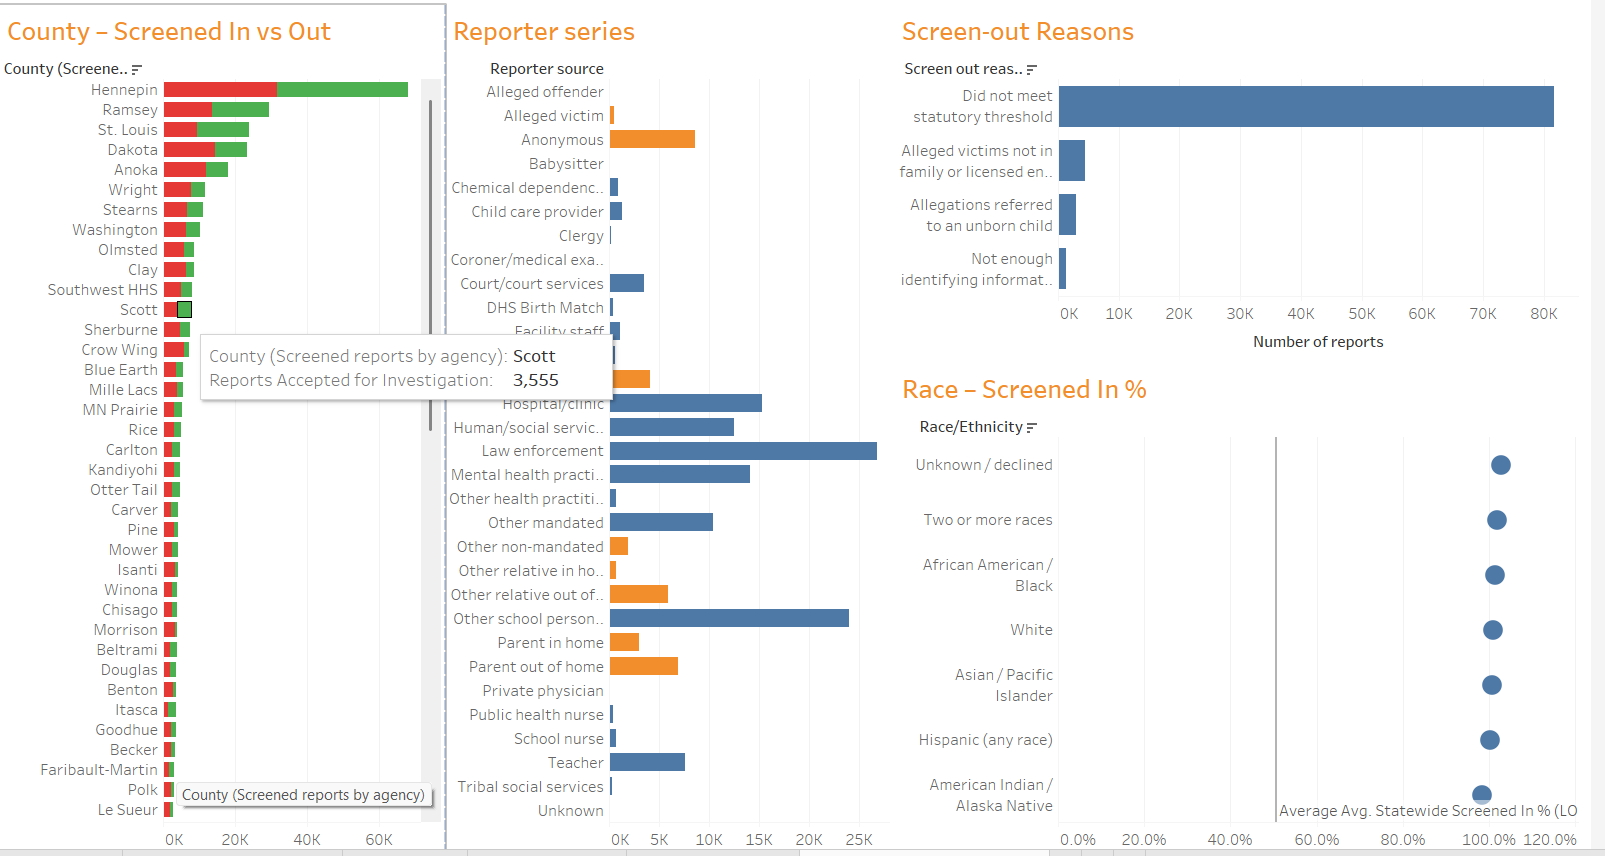 County – Screened In vs Out
County (Screene..
Hennepin
Ramsey
St. Louis
Dakota
Anoka
Wright
Stearns
Washington
Olmsted
Clay
Southwest HHS
Scott
Sherburne
Crow Wing
Blue Earth
Mille Lacs
MN Prairie
Rice
Carlton
Kandiyohi
Otter Tail
Carver
Pine
Mower
Isanti
Winona
Chisago
Morrison
Beltrami
Douglas
Benton
Itasca
Goodhue
Becker
Faribault-Martin
Polk
Le Sueur
0K 20K 40K 60K
County (Screened reports by agency): Scott
Reports Accepted for Investigation: 3,555
County (Screened reports by agency)
Reporter series
Reporter source
Alleged offender
Alleged victim
Anonymous
Babysitter
Chemical dependenc..
Child care provider
Clergy
Coroner/medical exa..
Court/court services
DHS Birth Match
Facility staff
Hospital/clinic
Human/social servic..
Law enforcement
Mental health practi..
Other health practiti..
Other mandated
Other non-mandated
Other relative in ho..
Other relative out of..
Other school person..
Parent in home
Parent out of home
Private physician
Public health nurse
School nurse
Teacher
Tribal social services
Unknown
0K 5K 10K 15K 20K 25K
Screen-out Reasons
Screen out reas..
Did not meet
statutory threshold
Alleged victims not in
family or licensed en..
Allegations referred
to an unborn child
Not enough
identifying informat..
0K 10K 20K 30K 40K 50K 60K 70K 80K
Number of reports
Race – Screened In %
Race/Ethnicity
Unknown / declined
Two or more races
African American /
Black
White
Asian / Pacific
Islander
Hispanic (any race)
American Indian /
Alaska Native
Average Avg. Statewide Screened In % (LO
0.0% 20.0% 40.0% 60.0% 80.0% 100.0% 120.0%